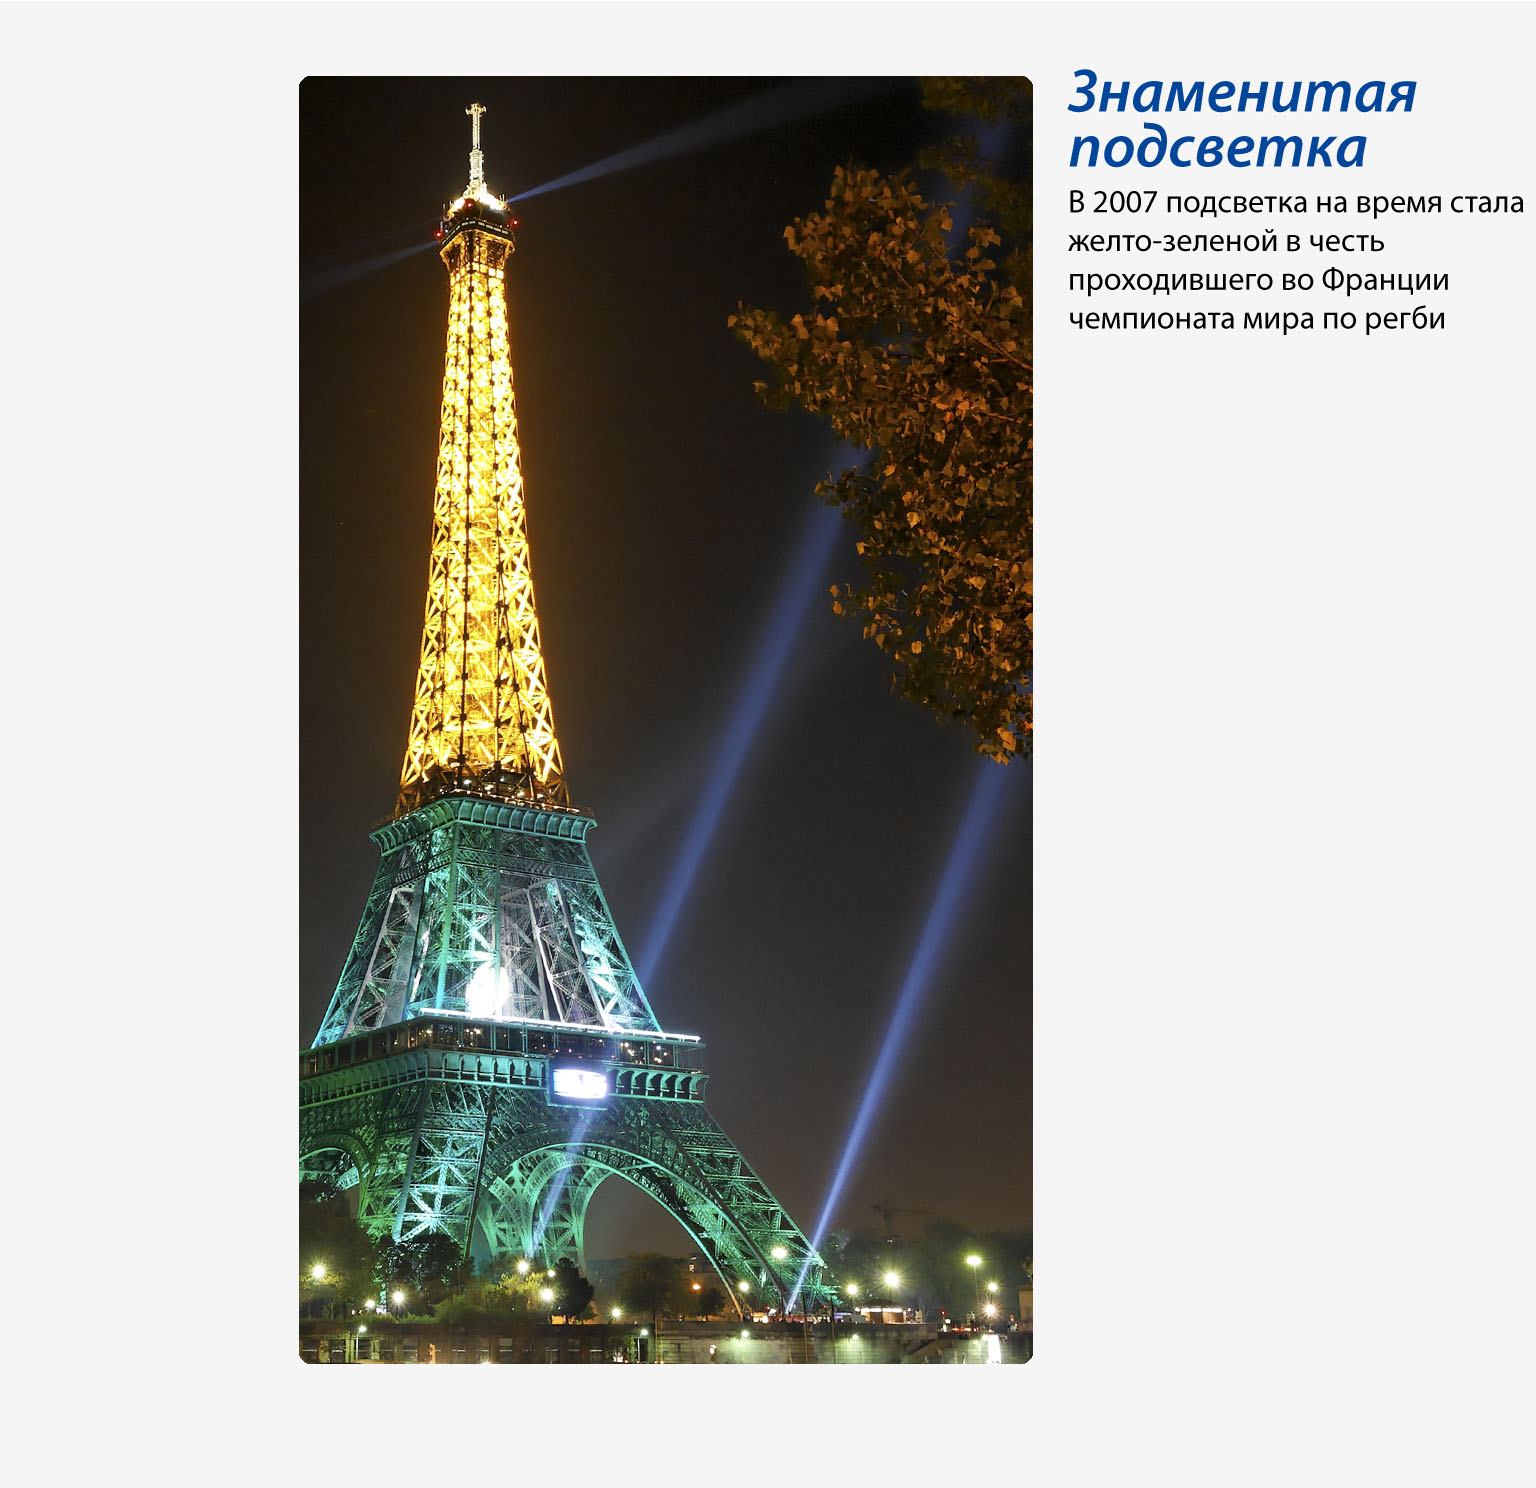 Знаменитая
подсветка
В 2007 подсветка на время стала
желто-зеленой в честь
проходившего во Франции
чемпионата мира по регби